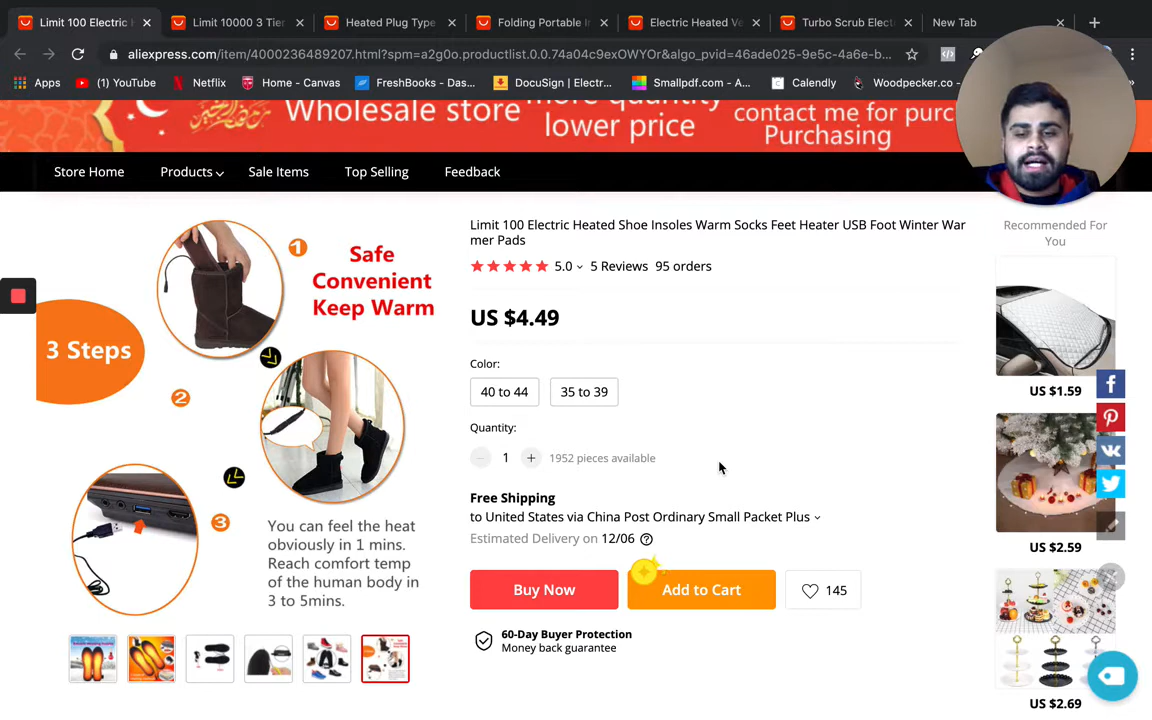 Limit 100 Electric H
Limit 10000 3 Tier
Heated Plug Type
Folding Portable In
Electric Heated Ve
Turbo Scrub Elect
New Tab
aliexpress.com/item/4000236489207.html?spm=a2g0o.productlist.0.0.74a04c9exOWYOr&algo_pvid=46ade025-9e5c-4a6e-b...
Apps
(1) YouTube
Netflix
Home - Canvas
FreshBooks - Das...
DocuSign | Electr...
Smallpdf.com - A...
Calendly
Woodpecker.co -
Wholesale store
more quantity
lower price
contact me for purc
Purchasing
Store Home
Products
Sale Items
Top Selling
Feedback
3 Steps
1
Safe
Convenient
Keep Warm
2
3
You can feel the heat
obviously in 1 mins.
Reach comfort temp
of the human body in
3 to 5mins.
Limit 100 Electric Heated Shoe Insoles Warm Socks Feet Heater USB Foot Winter War
mer Pads
5.0 5 Reviews 95 orders
US $4.49
Color:
40 to 44
35 to 39
Quantity:
1
1952 pieces available
Free Shipping
to United States via China Post Ordinary Small Packet Plus
Estimated Delivery on 12/06
Buy Now
Add to Cart
145
60-Day Buyer Protection
Money back guarantee
Recommended For
You
US $1.59
US $2.59
US $2.69